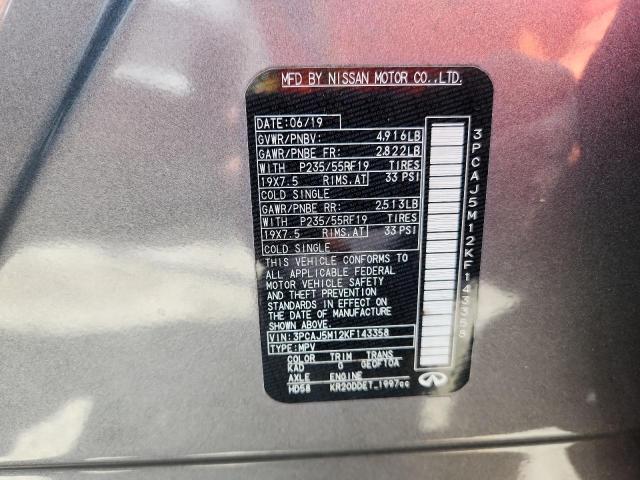 MFD BY NISSAN MOTOR CO.,LTD.
DATE: 06/19
GVWR/PNBV: 4,916LB
GAWR/PNBE FR: 2,822LB
WITH P235/55RF19 TIRES
19X7.5 RIMS,AT 33 PSI
COLD SINGLE
GAWR/PNBE RR: 2,513LB
WITH P235/55RF19 TIRES
19X7.5 RIMS,AT 33 PSI
COLD SINGLE
THIS VEHICLE CONFORMS TO
ALL APPLICABLE FEDERAL
MOTOR VEHICLE SAFETY
AND THEFT PREVENTION
STANDARDS IN EFFECT ON
THE DATE OF MANUFACTURE
SHOWN ABOVE.
VIN: 3PCAJ5M12KF143358
TYPE: MPV
COLOR TRIM TRANS
KAD G GEOF10A
AXLE ENGINE
HD58 KR20DDET_1997cc
3PCAJ5M12KF143358